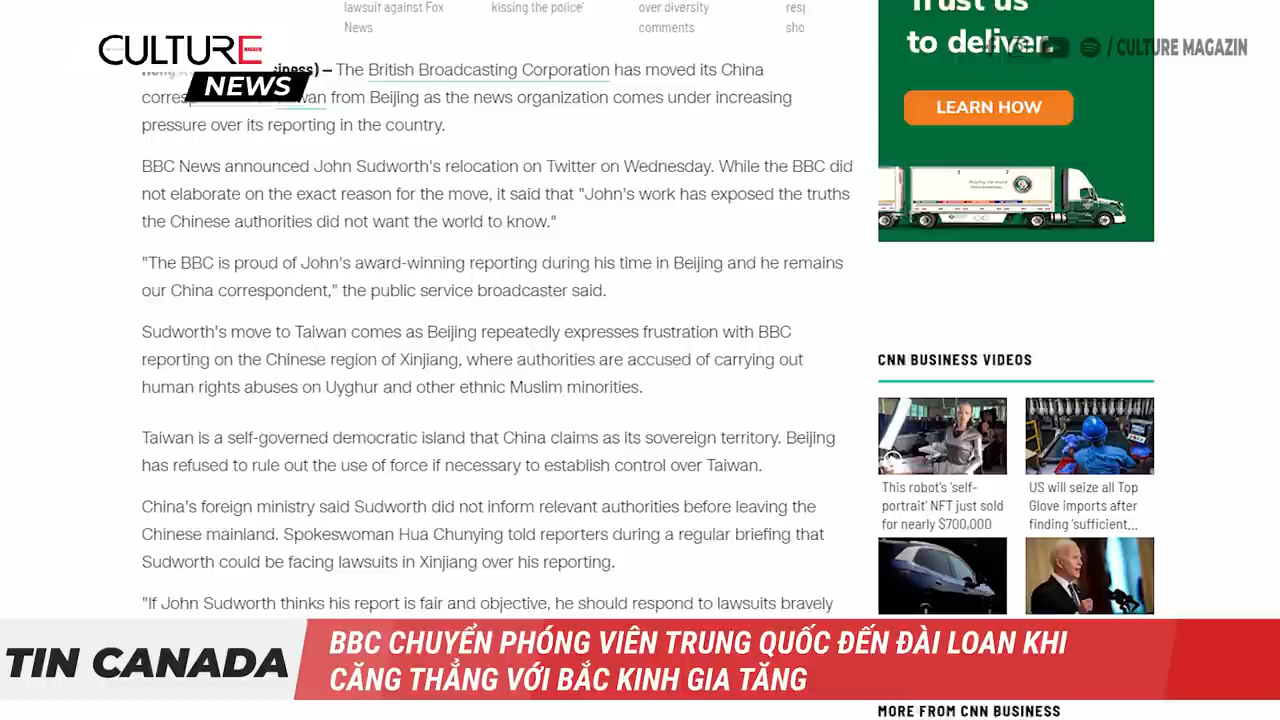 lawsuit against Fox
News
kissing the police'
over diversity
comments
CULTURE
NEWS
siness) – The British Broadcasting Corporation has moved its China
from Beijing as the news organization comes under increasing
pressure over its reporting in the country.
BBC News announced John Sudworth's relocation on Twitter on Wednesday. While the BBC did
not elaborate on the exact reason for the move, it said that "John's work has exposed the truths
the Chinese authorities did not want the world to know."
"The BBC is proud of John's award-winning reporting during his time in Beijing and he remains
our China correspondent," the public service broadcaster said.
Sudworth's move to Taiwan comes as Beijing repeatedly expresses frustration with BBC
reporting on the Chinese region of Xinjiang, where authorities are accused of carrying out
human rights abuses on Uyghur and other ethnic Muslim minorities.
Taiwan is a self-governed democratic island that China claims as its sovereign territory. Beijing
has refused to rule out the use of force if necessary to establish control over Taiwan.
China's foreign ministry said Sudworth did not inform relevant authorities before leaving the
Chinese mainland. Spokeswoman Hua Chunying told reporters during a regular briefing that
Sudworth could be facing lawsuits in Xinjiang over his reporting.
"If John Sudworth thinks his report is fair and objective, he should respond to lawsuits bravely
Trust us
to deliver.
/ CULTURE MAGAZIN
LEARN HOW
CNN BUSINESS VIDEOS
This robot's 'self-
portrait' NFT just sold
for nearly $700,000
US will seize all Top
Glove imports after
finding 'sufficient...
TIN CANADA
BBC CHUYỂN PHÓNG VIÊN TRUNG QUỐC ĐẾN ĐÀI LOAN KHI
CĂNG THẲNG VỚI BẮC KINH GIA TĂNG
MORE FROM CNN BUSINESS